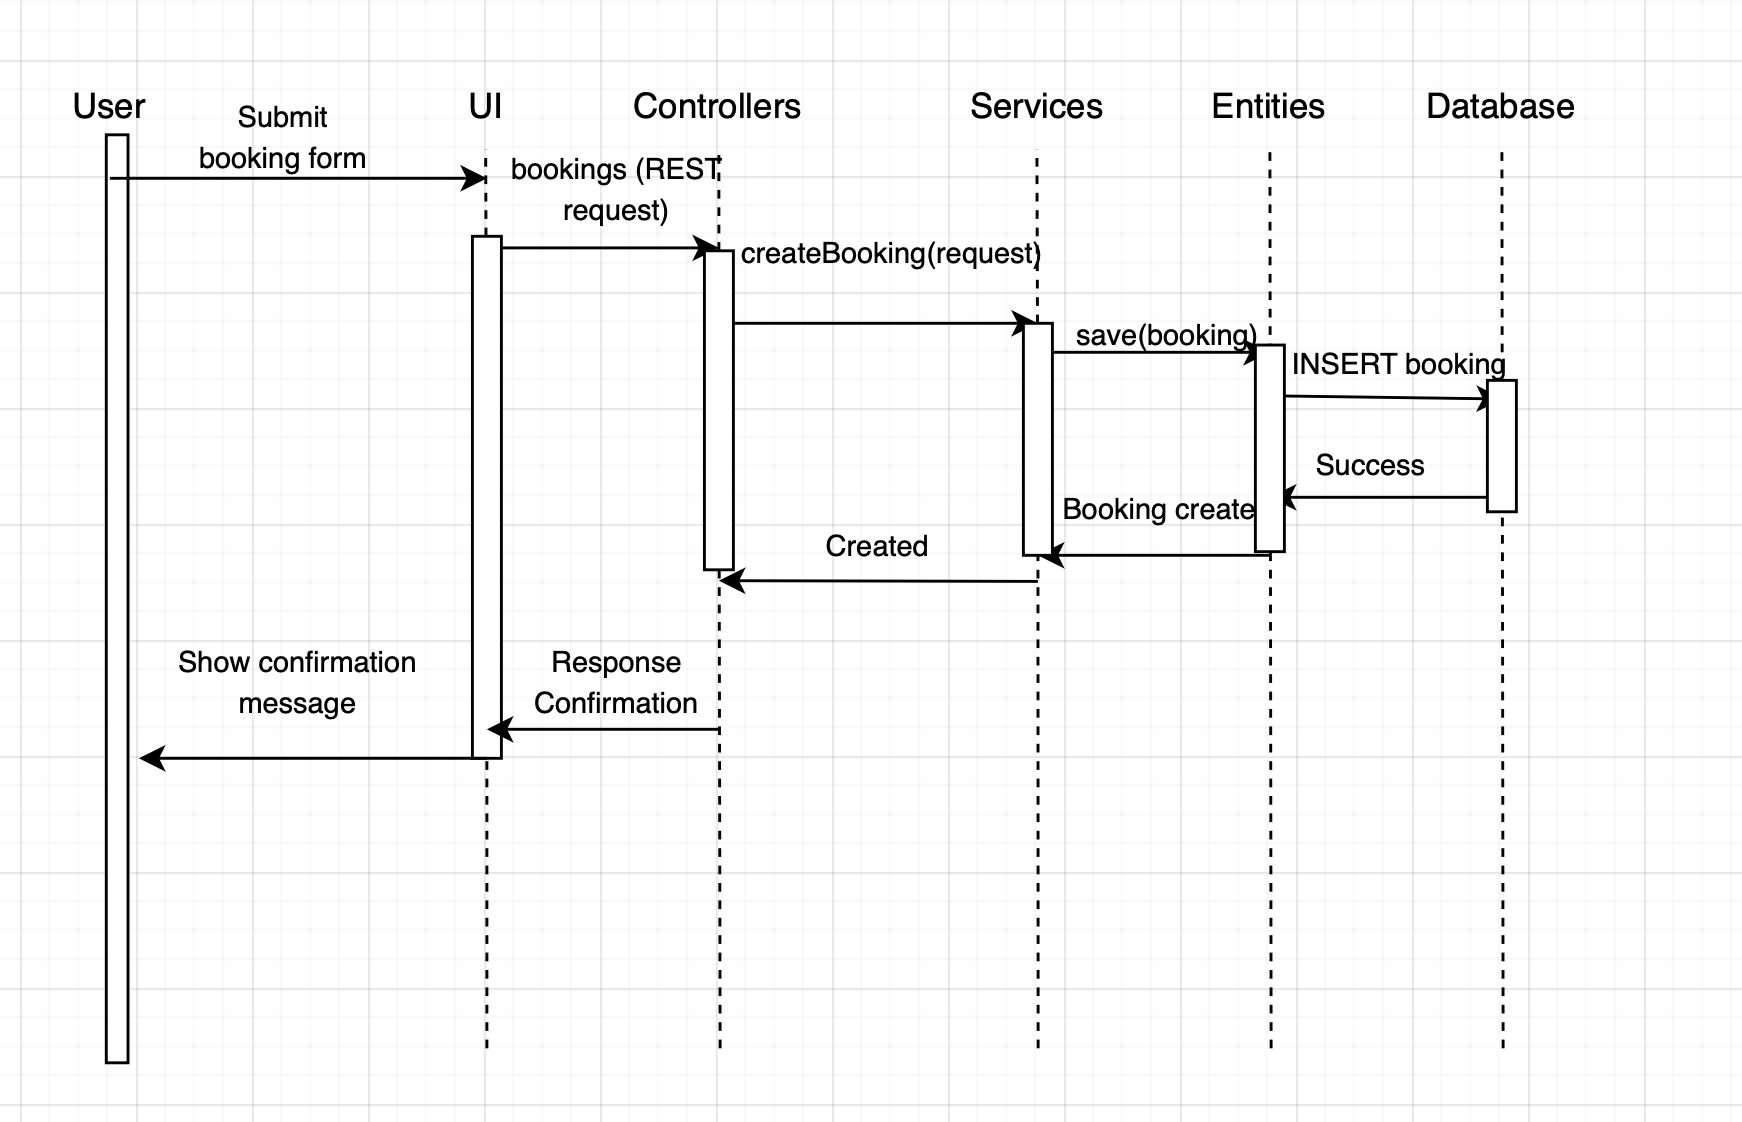 User
UI
Controllers
Services
Entities
Database
Submit
booking form
bookings (REST
request)
createBooking(request)
save(booking)
INSERT booking
Success
Booking create
Created
Show confirmation
message
Response
Confirmation